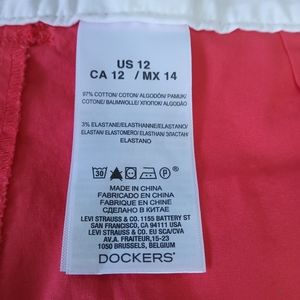 US 12
CA 12 / MX 14
97% COTTON/ COTON/ ALGODÓN/ PAMUK/
COTONE/ BAUMWOLLE/ ХЛОПОК/ ALGODÃO
3% ELASTANE/ELASTHANNE/ELASTANO/
ELASTAN/ ELASTOMERO/ ELASTHAN/ ЭЛАСТАН/
ELASTANO
30
P
MADE IN CHINA
FABRICADO EN CHINA
FABRIQUÉ EN CHINE
СДЕЛАНО В КИТАЕ
LEVI STRAUSS & CO. 1155 BATTERY ST
SAN FRANCISCO, CA 94111 USA
LEVI STRAUSS & CO. EU SCA/CVA
AV.A. FRAITEUR,15-23
1050 BRUSSELS, BELGIUM
DOCKERS®